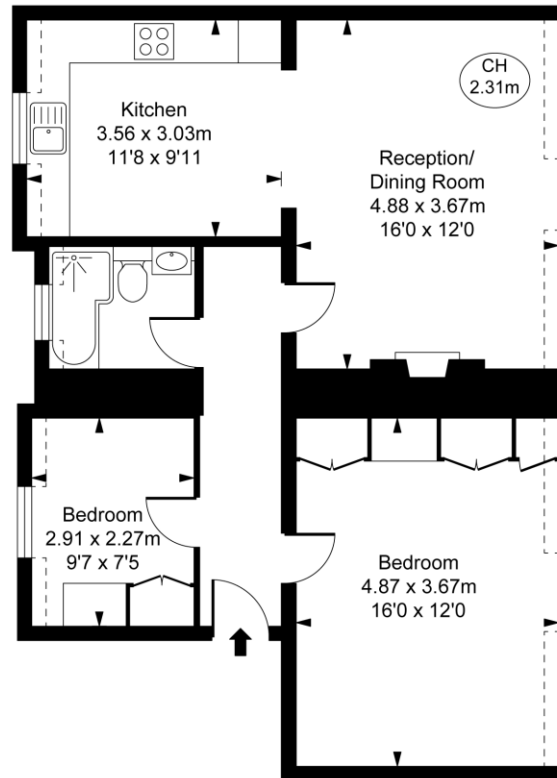 Kitchen
3.56 x 3.03m
11'8 x 9'11
CH
2.31m
Reception/
Dining Room
4.88 x 3.67m
16'0 x 12'0
Bedroom
2.91 x 2.27m
9'7 x 7'5
Bedroom
4.87 x 3.67m
16'0 x 12'0